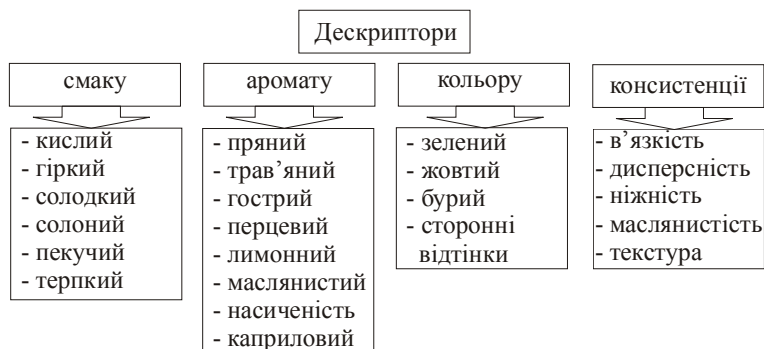 Дескриптори
смаку
- кислий
- гіркий
- солодкий
- солоний
- пекучий
- терпкий
аромату
- пряний
- трав’яний
- гострий
- перцевий
- лимонний
- маслянистий
- насиченість
- каприловий
кольору
- зелений
- жовтий
- бурий
- сторонні
відтінки
консистенції
- в’язкість
- дисперсність
- ніжність
- маслянистість
- текстура